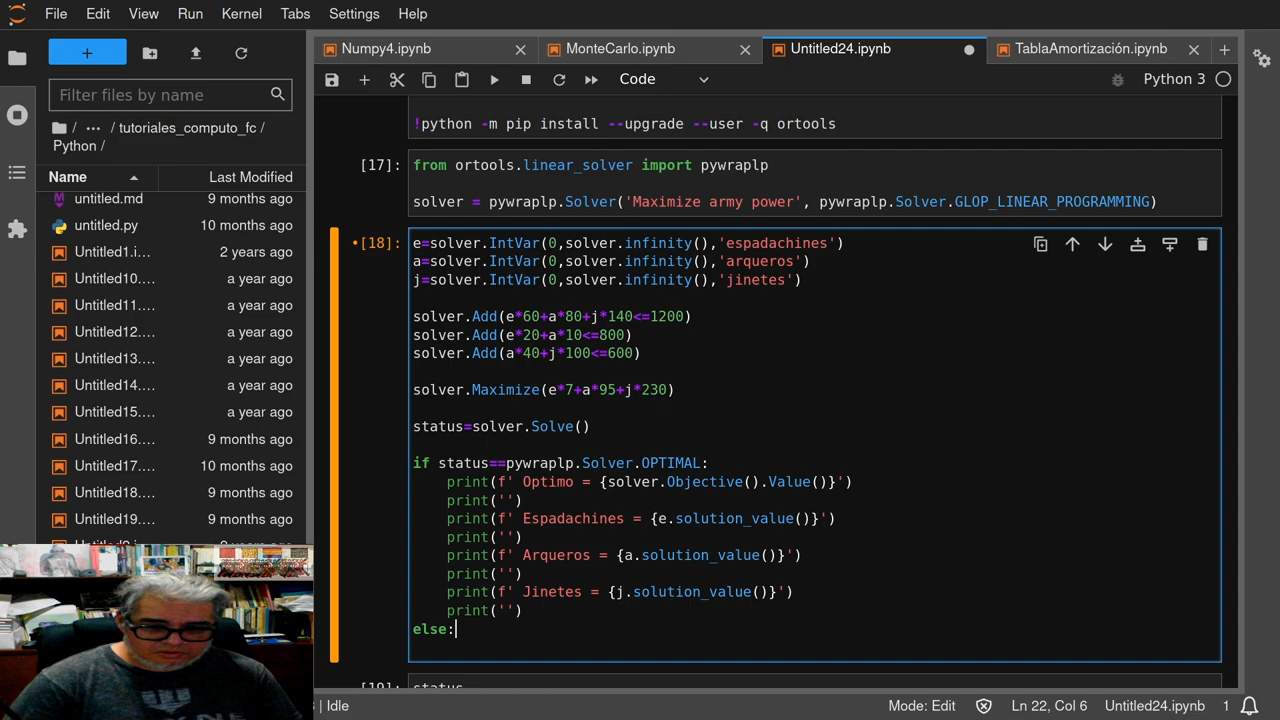 File Edit View Run Kernel Tabs Settings Help
+
Filter files by name
/ ··· / tutoriales_computo_fc /
Python /
Name Last Modified
untitled.md 9 months ago
untitled.py 10 months ago
Untitled1.i… 2 years ago
Untitled10.… a year ago
Untitled11.… a year ago
Untitled12.… a year ago
Untitled13.… a year ago
Untitled14.… a year ago
Untitled15.… a year ago
Untitled16.… 9 months ago
Untitled17.… 10 months ago
Untitled18.… 9 months ago
Untitled19.… 9 months ago
Numpy4.ipynb MonteCarlo.ipynb Untitled24.ipynb TablaAmortización.ipynb
Code Python 3
!python -m pip install --upgrade --user -q ortools
[17]: from ortools.linear_solver import pywraplp
solver = pywraplp.Solver('Maximize army power', pywraplp.Solver.GLOP_LINEAR_PROGRAMMING)
•[18]: e=solver.IntVar(0,solver.infinity(),'espadachines')
a=solver.IntVar(0,solver.infinity(),'arqueros')
j=solver.IntVar(0,solver.infinity(),'jinetes')
solver.Add(e*60+a*80+j*140<=1200)
solver.Add(e*20+a*10<=800)
solver.Add(a*40+j*100<=600)
solver.Maximize(e*7+a*95+j*230)
status=solver.Solve()
if status==pywraplp.Solver.OPTIMAL:
print(f' Optimo = {solver.Objective().Value()}')
print('')
print(f' Espadachines = {e.solution_value()}')
print('')
print(f' Arqueros = {a.solution_value()}')
print('')
print(f' Jinetes = {j.solution_value()}')
print('')
else:
[19]: status
| Idle Mode: Edit Ln 22, Col 6 Untitled24.ipynb 1